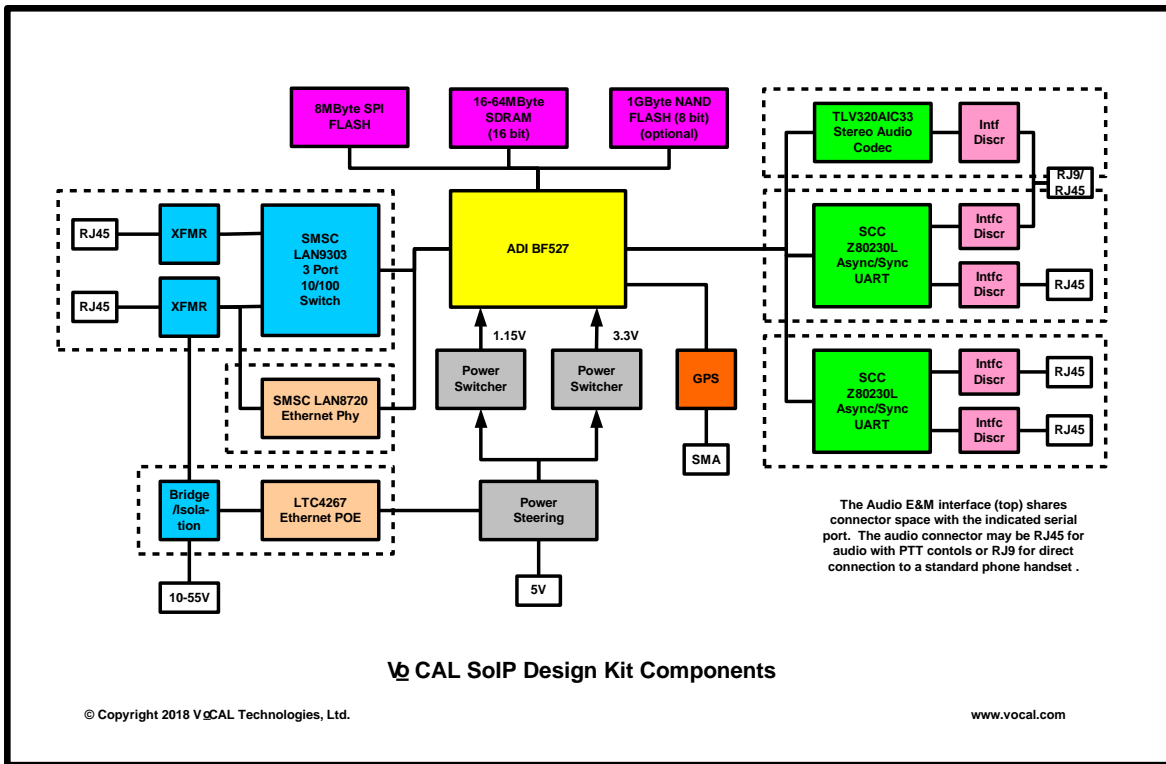 8MByte SPI
FLASH
16-64MByte
SDRAM
(16 bit)
1GByte NAND
FLASH (8 bit)
(optional)
TLV320AIC33
Stereo Audio
Codec
Intf
Discr
RJ9/
RJ45
RJ45
XFMR
SMSC
LAN9303
3 Port
10/100
Switch
RJ45
XFMR
ADI BF527
SCC
Z80230L
Async/Sync
UART
Intfc
Discr
Intfc
Discr
RJ45
1.15V
3.3V
Power
Switcher
Power
Switcher
GPS
SMA
SMSC LAN8720
Ethernet Phy
SCC
Z80230L
Async/Sync
UART
Intfc
Discr
RJ45
Intfc
Discr
RJ45
Bridge
/Isola-
tion
LTC4267
Ethernet POE
Power
Steering
10-55V
5V
The Audio E&M interface (top) shares
connector space with the indicated serial
port.  The audio connector may be RJ45 for
audio with PTT contols or RJ9 for direct
connection to a standard phone handset .
Vo CAL SoIP Design Kit Components
© Copyright 2018 VoCAL Technologies, Ltd.
www.vocal.com